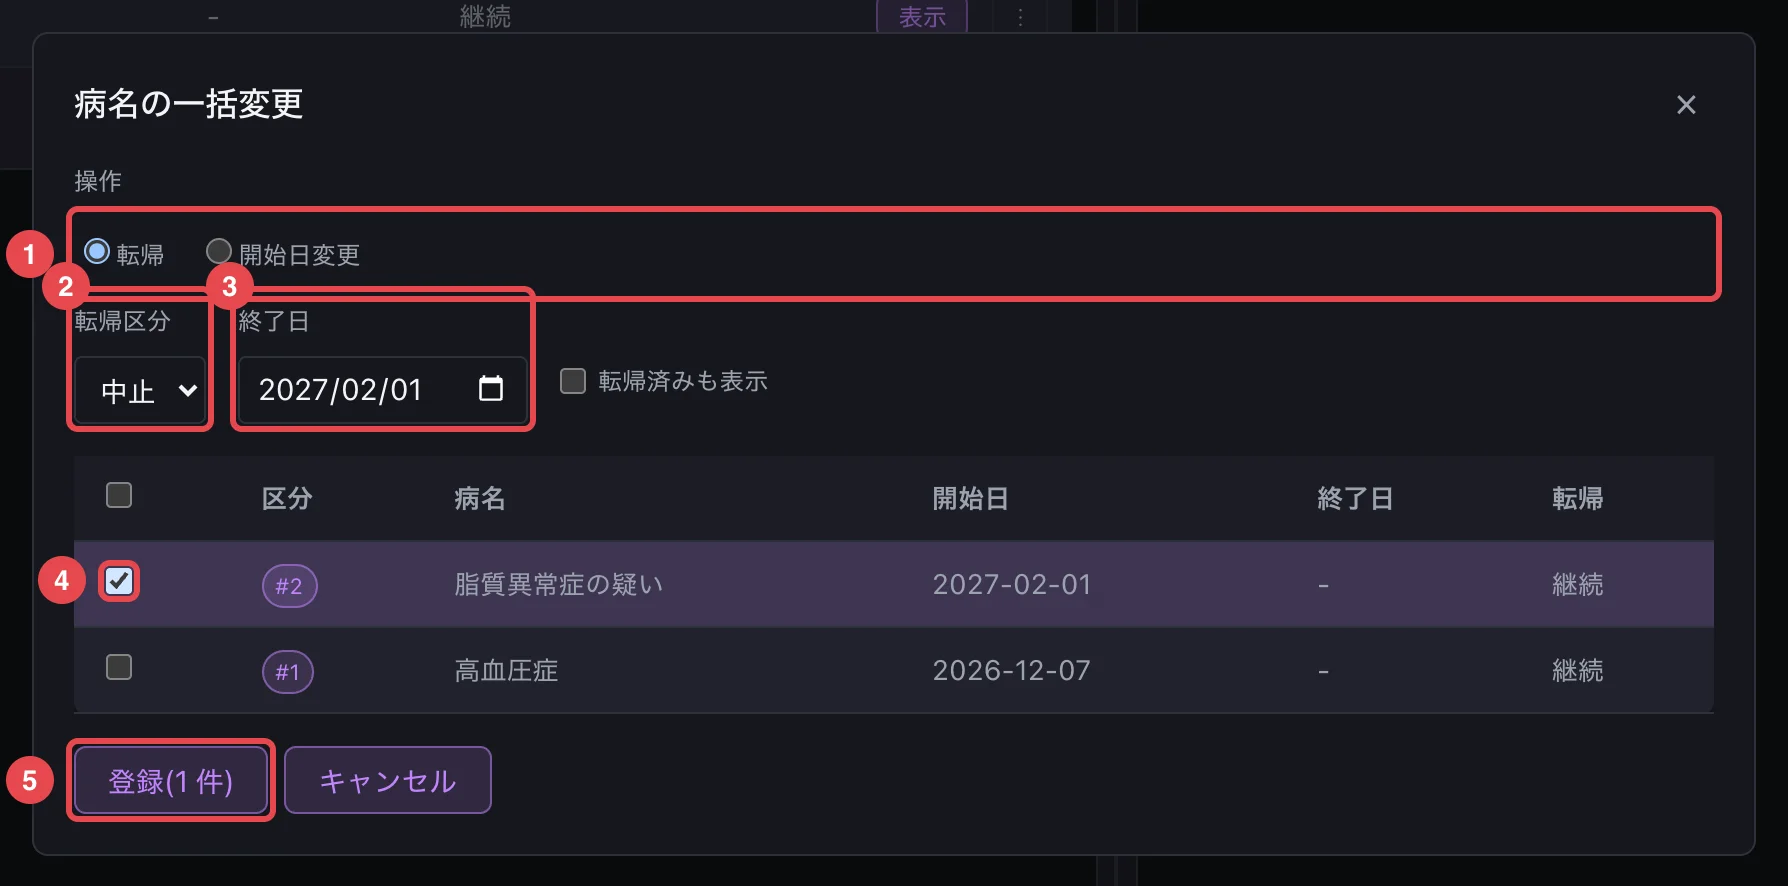 - 継続 表示
病名の一括変更 ×
操作
1 転帰 開始日変更
2 3
転帰区分 終了日
中止 2027/02/01 転帰済みも表示
区分 病名 開始日 終了日 転帰
4 #2 脂質異常症の疑い 2027-02-01 - 継続
#1 高血圧症 2026-12-07 - 継続
5 登録(1 件) キャンセル